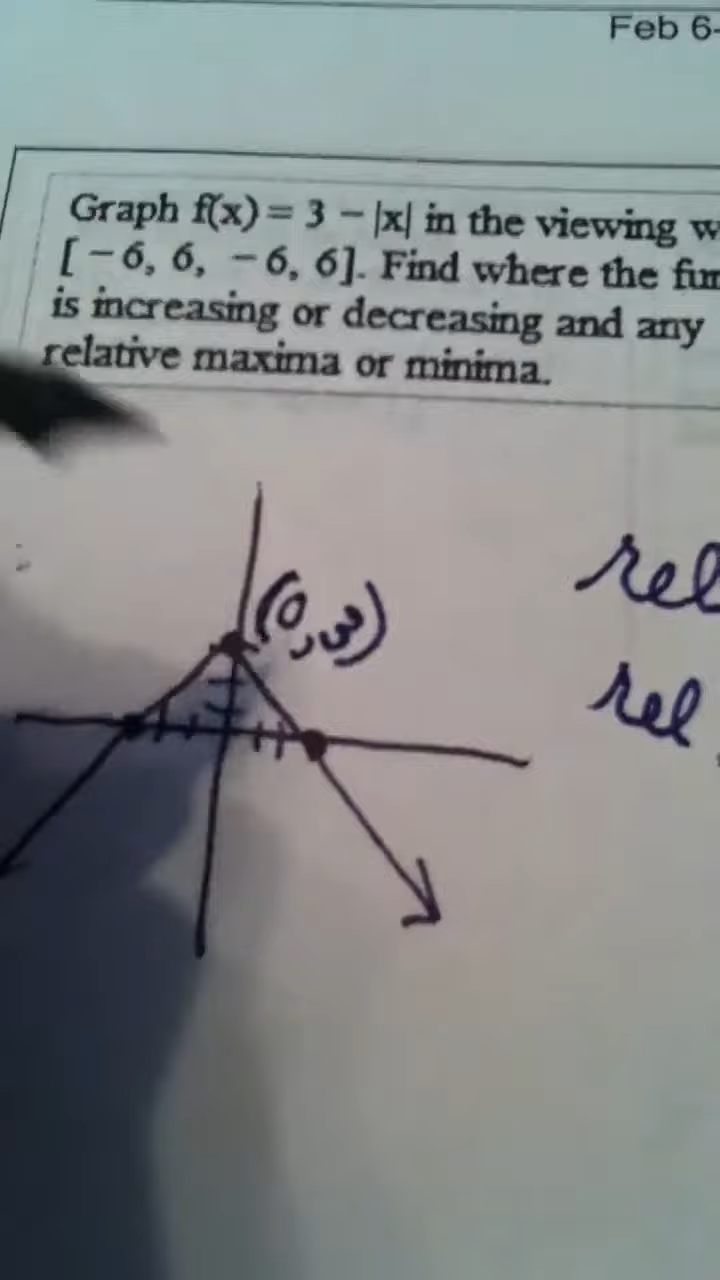 Feb 6-
Graph f(x) = 3 − |x| in the viewing w
[−6, 6, −6, 6]. Find where the fun
is increasing or decreasing and any
relative maxima or minima.
(0,3)
rel
rel